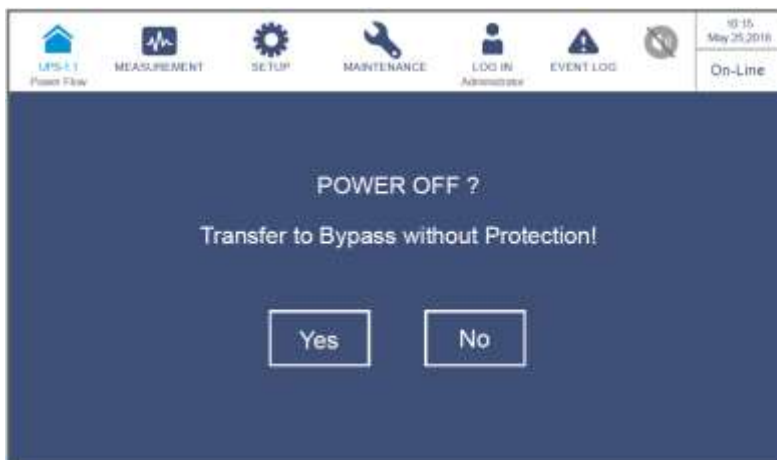 10:15
May 25,2016
UPS-1.1
Power Flow
MEASUREMENT
SETUP
MAINTENANCE
LOG IN
Administrator
EVENT LOG
On-Line
POWER OFF ?
Transfer to Bypass without Protection!
Yes
No